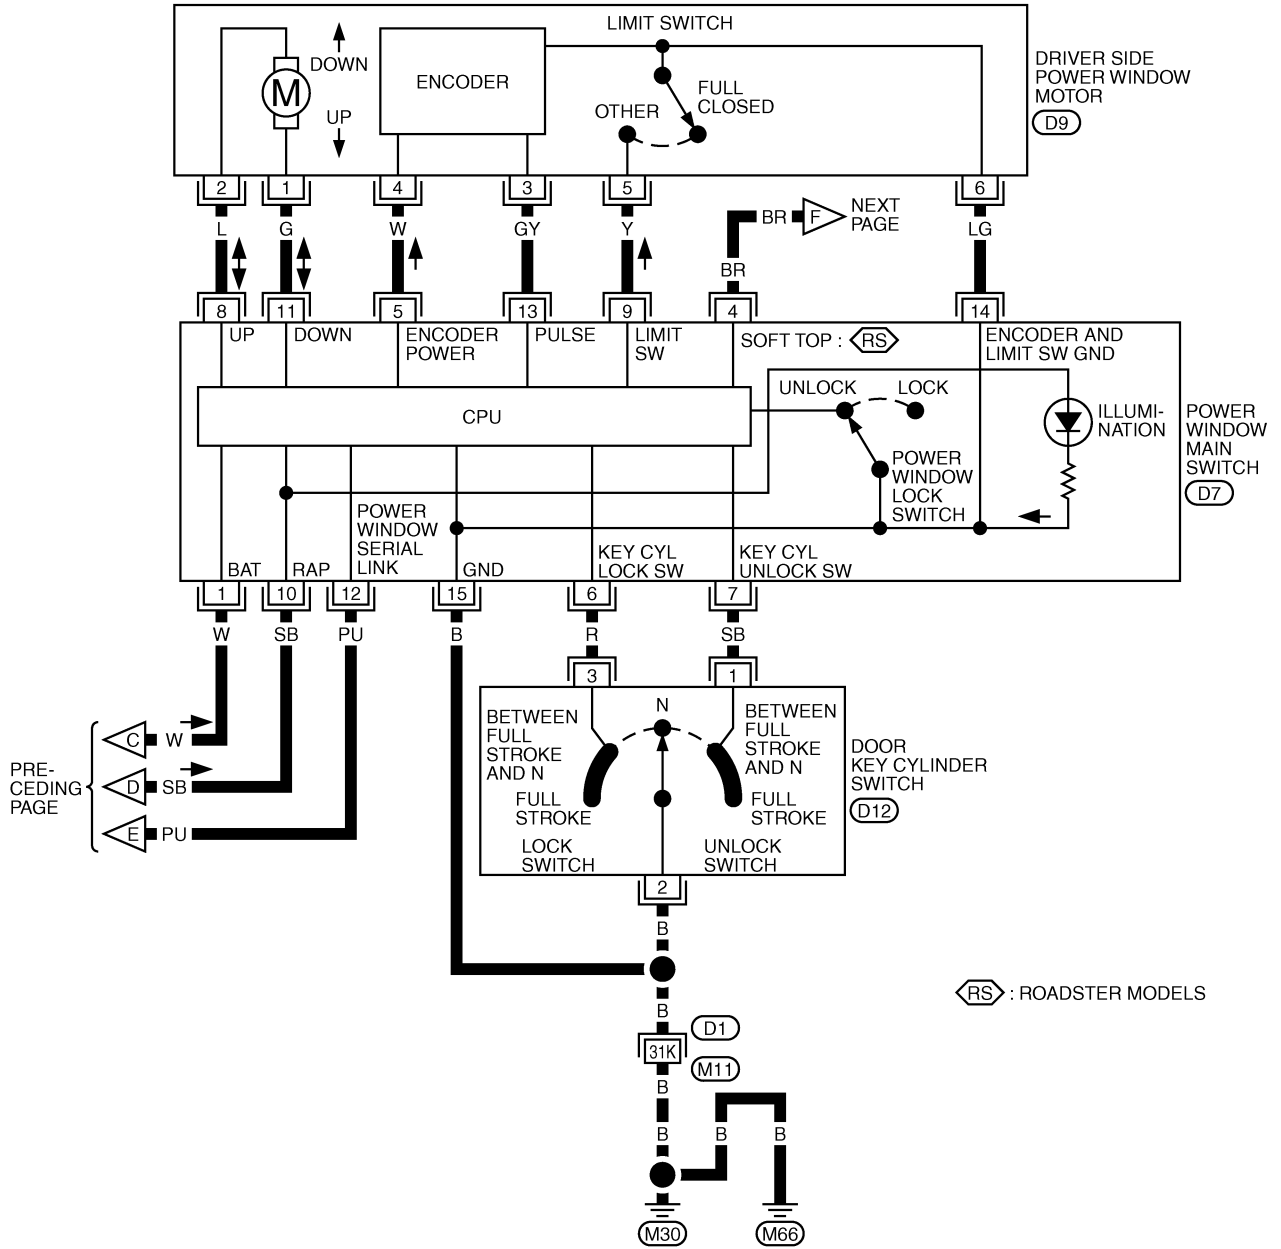 LIMIT SWITCH
DRIVER SIDE
POWER WINDOW
MOTOR
D9
DOWN
M
UP
ENCODER
FULL
CLOSED
OTHER
2 1 4 3 5 6
L G W GY Y LG
BR F NEXT
PAGE
BR
8 11 5 13 9 4 14
UP
DOWN
ENCODER
POWER
PULSE
LIMIT
SW
SOFT TOP : RS
ENCODER AND
LIMIT SW GND
CPU
UNLOCK LOCK
ILLUMI-
NATION
POWER
WINDOW
MAIN
SWITCH
D7
POWER
WINDOW
LOCK
SWITCH
POWER
WINDOW
SERIAL
LINK
BAT
RAP
GND
KEY CYL
LOCK SW
KEY CYL
UNLOCK SW
1 10 12 15 6 7
W SB PU B R SB
3 1
PRE-
CEDING
PAGE
C W
D SB
E PU
N
BETWEEN
FULL
STROKE
AND N
BETWEEN
FULL
STROKE
AND N
FULL
STROKE
FULL
STROKE
LOCK
SWITCH
UNLOCK
SWITCH
DOOR
KEY CYLINDER
SWITCH
D12
2
B
B
RS : ROADSTER MODELS
D1
31K
M11
B
B B B
M30 M66